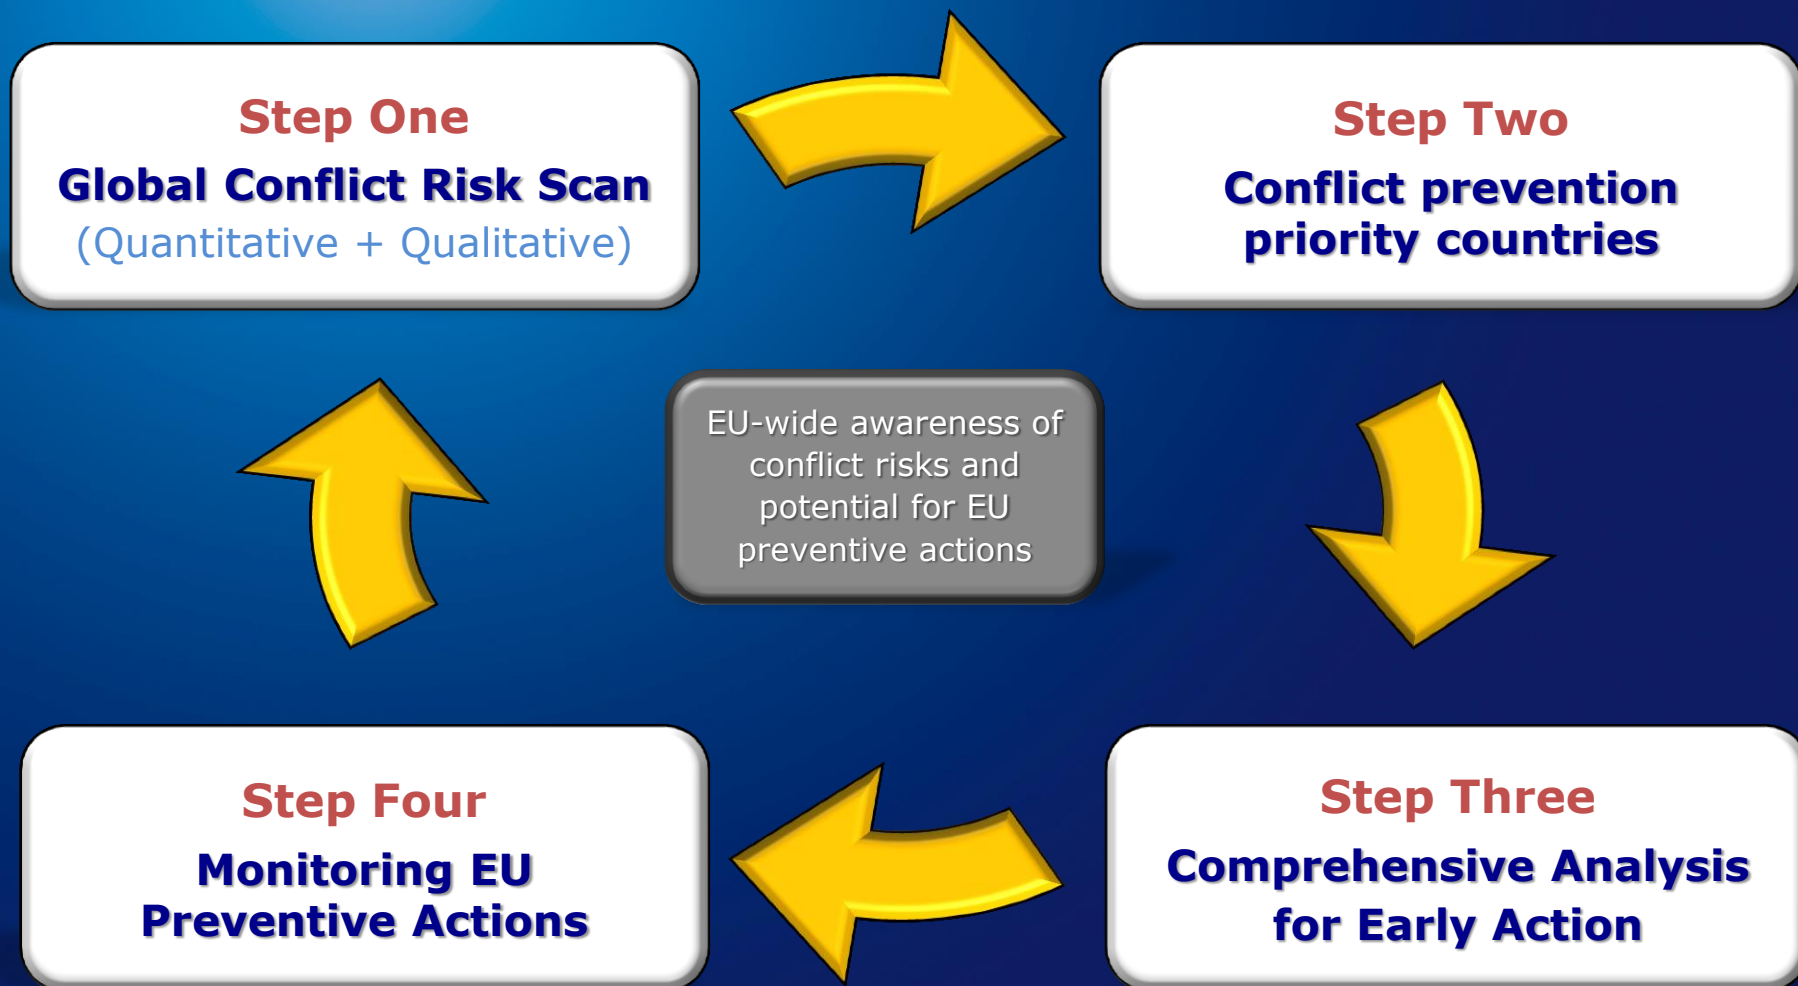 Step One
Global Conflict Risk Scan
(Quantitative + Qualitative)
Step Two
Conflict prevention
priority countries
EU-wide awareness of
conflict risks and
potential for EU
preventive actions
Step Three
Comprehensive Analysis
for Early Action
Step Four
Monitoring EU
Preventive Actions